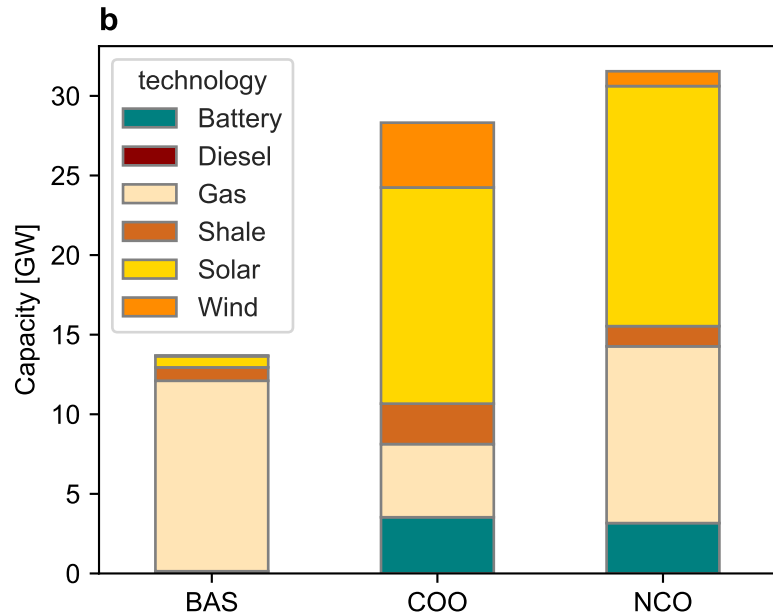 b
technology
Battery
Diesel
Gas
Shale
Solar
Wind
Capacity [GW]
30
25
20
15
10
5
0
BAS COO NCO